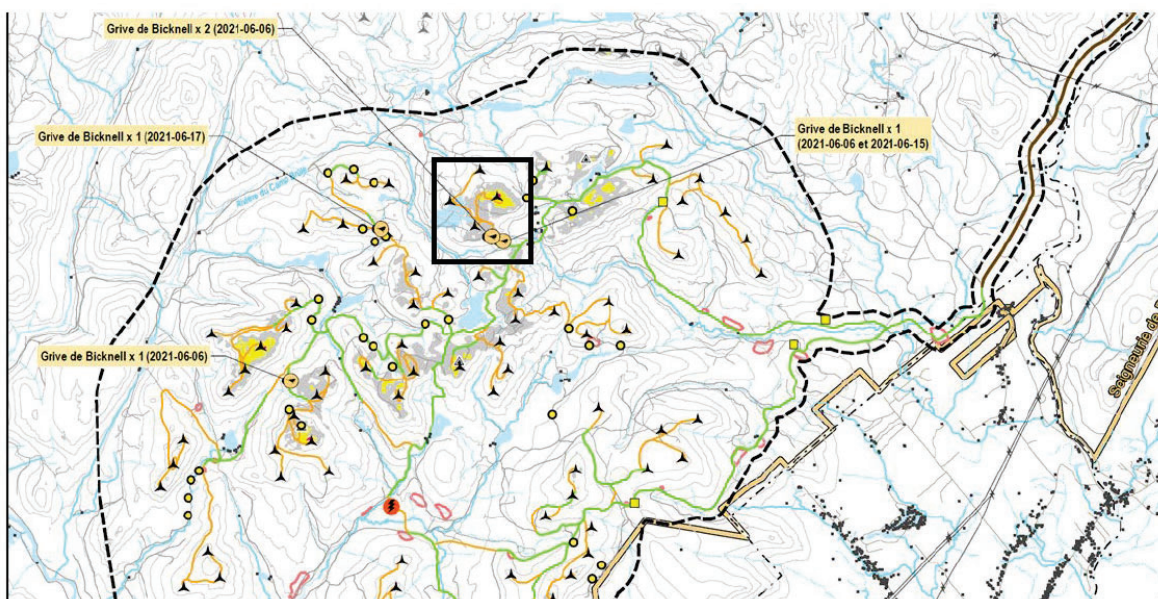 Grive de Bicknell x 2 (2021-06-06)
Grive de Bicknell x 1 (2021-06-17)
Grive de Bicknell x 1
(2021-06-06 et 2021-06-15)
Grive de Bicknell x 1 (2021-06-06)
Seigneurie de